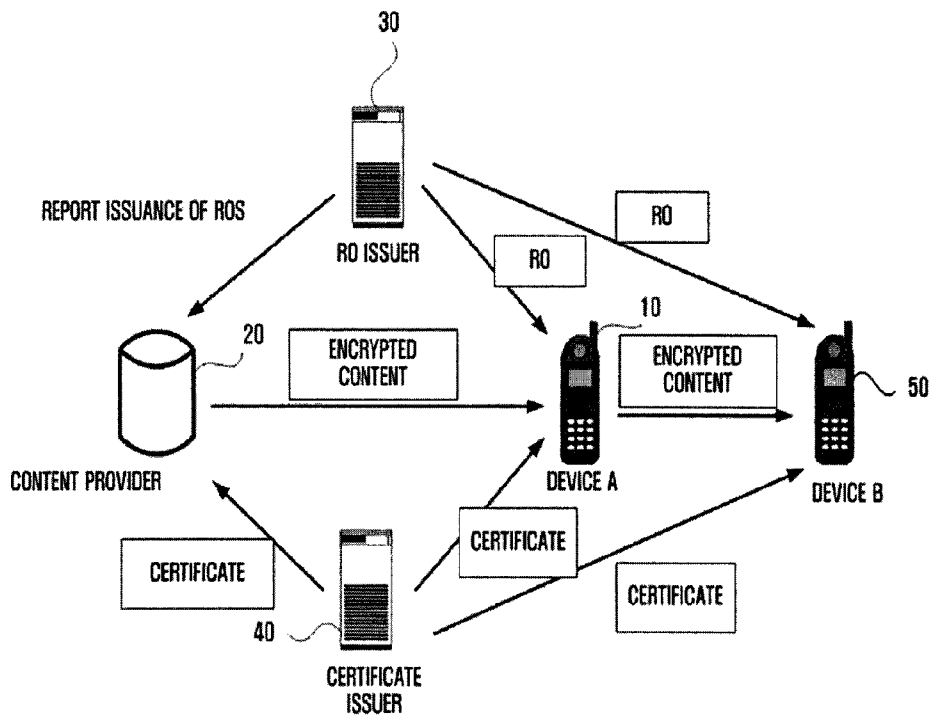 30
REPORT ISSUANCE OF ROS
RO ISSUER
RO
RO
20
ENCRYPTED
CONTENT
10
ENCRYPTED
CONTENT
50
CONTENT PROVIDER
DEVICE A
DEVICE B
CERTIFICATE
CERTIFICATE
CERTIFICATE
40
CERTIFICATE
ISSUER